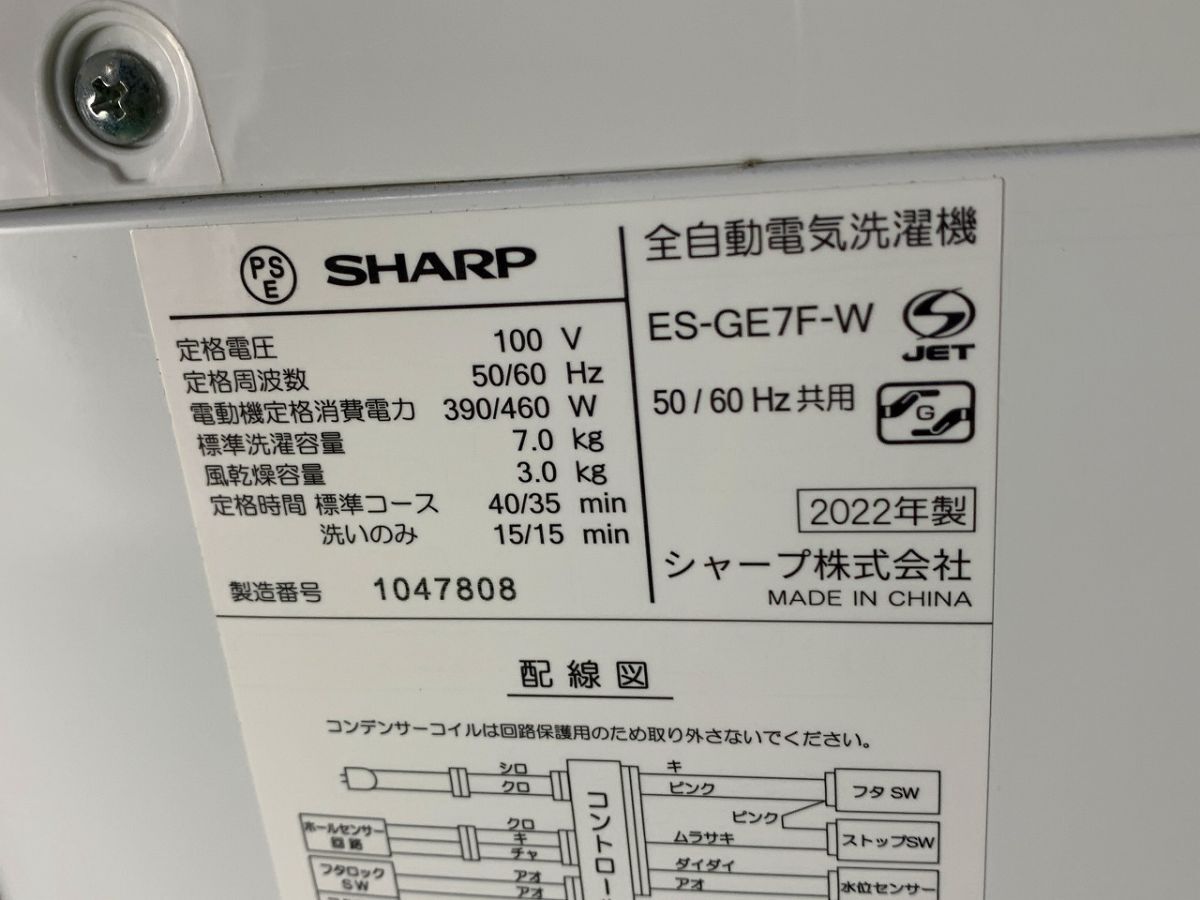 PS
E
SHARP
定格電圧 100 V
定格周波数 50/60 Hz
電動機定格消費電力 390/460 W
標準洗濯容量 7.0 kg
風乾燥容量 3.0 kg
定格時間 標準コース 40/35 min
洗いのみ 15/15 min
製造番号 1047808
全自動電気洗濯機
ES-GE7F-W
JET
50/60 Hz 共用
G
2022年製
シャープ株式会社
MADE IN CHINA
配線図
コンデンサーコイルは回路保護用のため取り外さないでください。
シロ
クロ
ホールセンサー
回路
クロ
キ
チャ
フタロック
SW
アオ
アオ
コントロー
キ
ピンク
フタ SW
ピンク
ムラサキ
ストップSW
ダイダイ
アオ
水位センサー